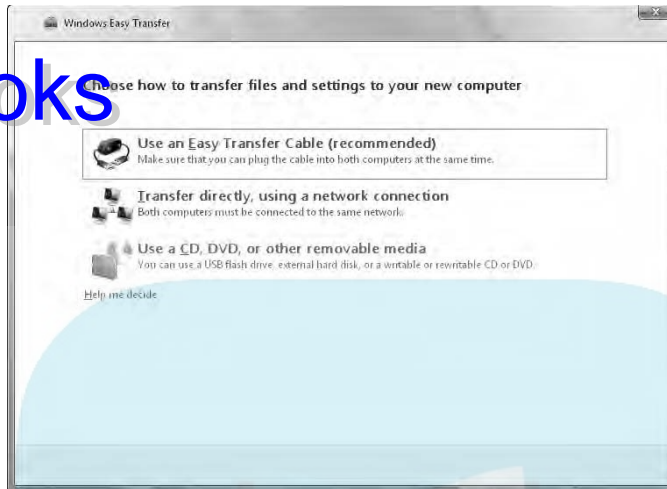 Windows Easy Transfer
oks
Choose how to transfer files and settings to your new computer
Use an Easy Transfer Cable (recommended)
Make sure that you can plug the cable into both computers at the same time.
Transfer directly, using a network connection
Both computers must be connected to the same network.
Use a CD, DVD, or other removable media
You can use a USB flash drive, external hard disk, or a writable or rewritable CD or DVD.
Help me decide